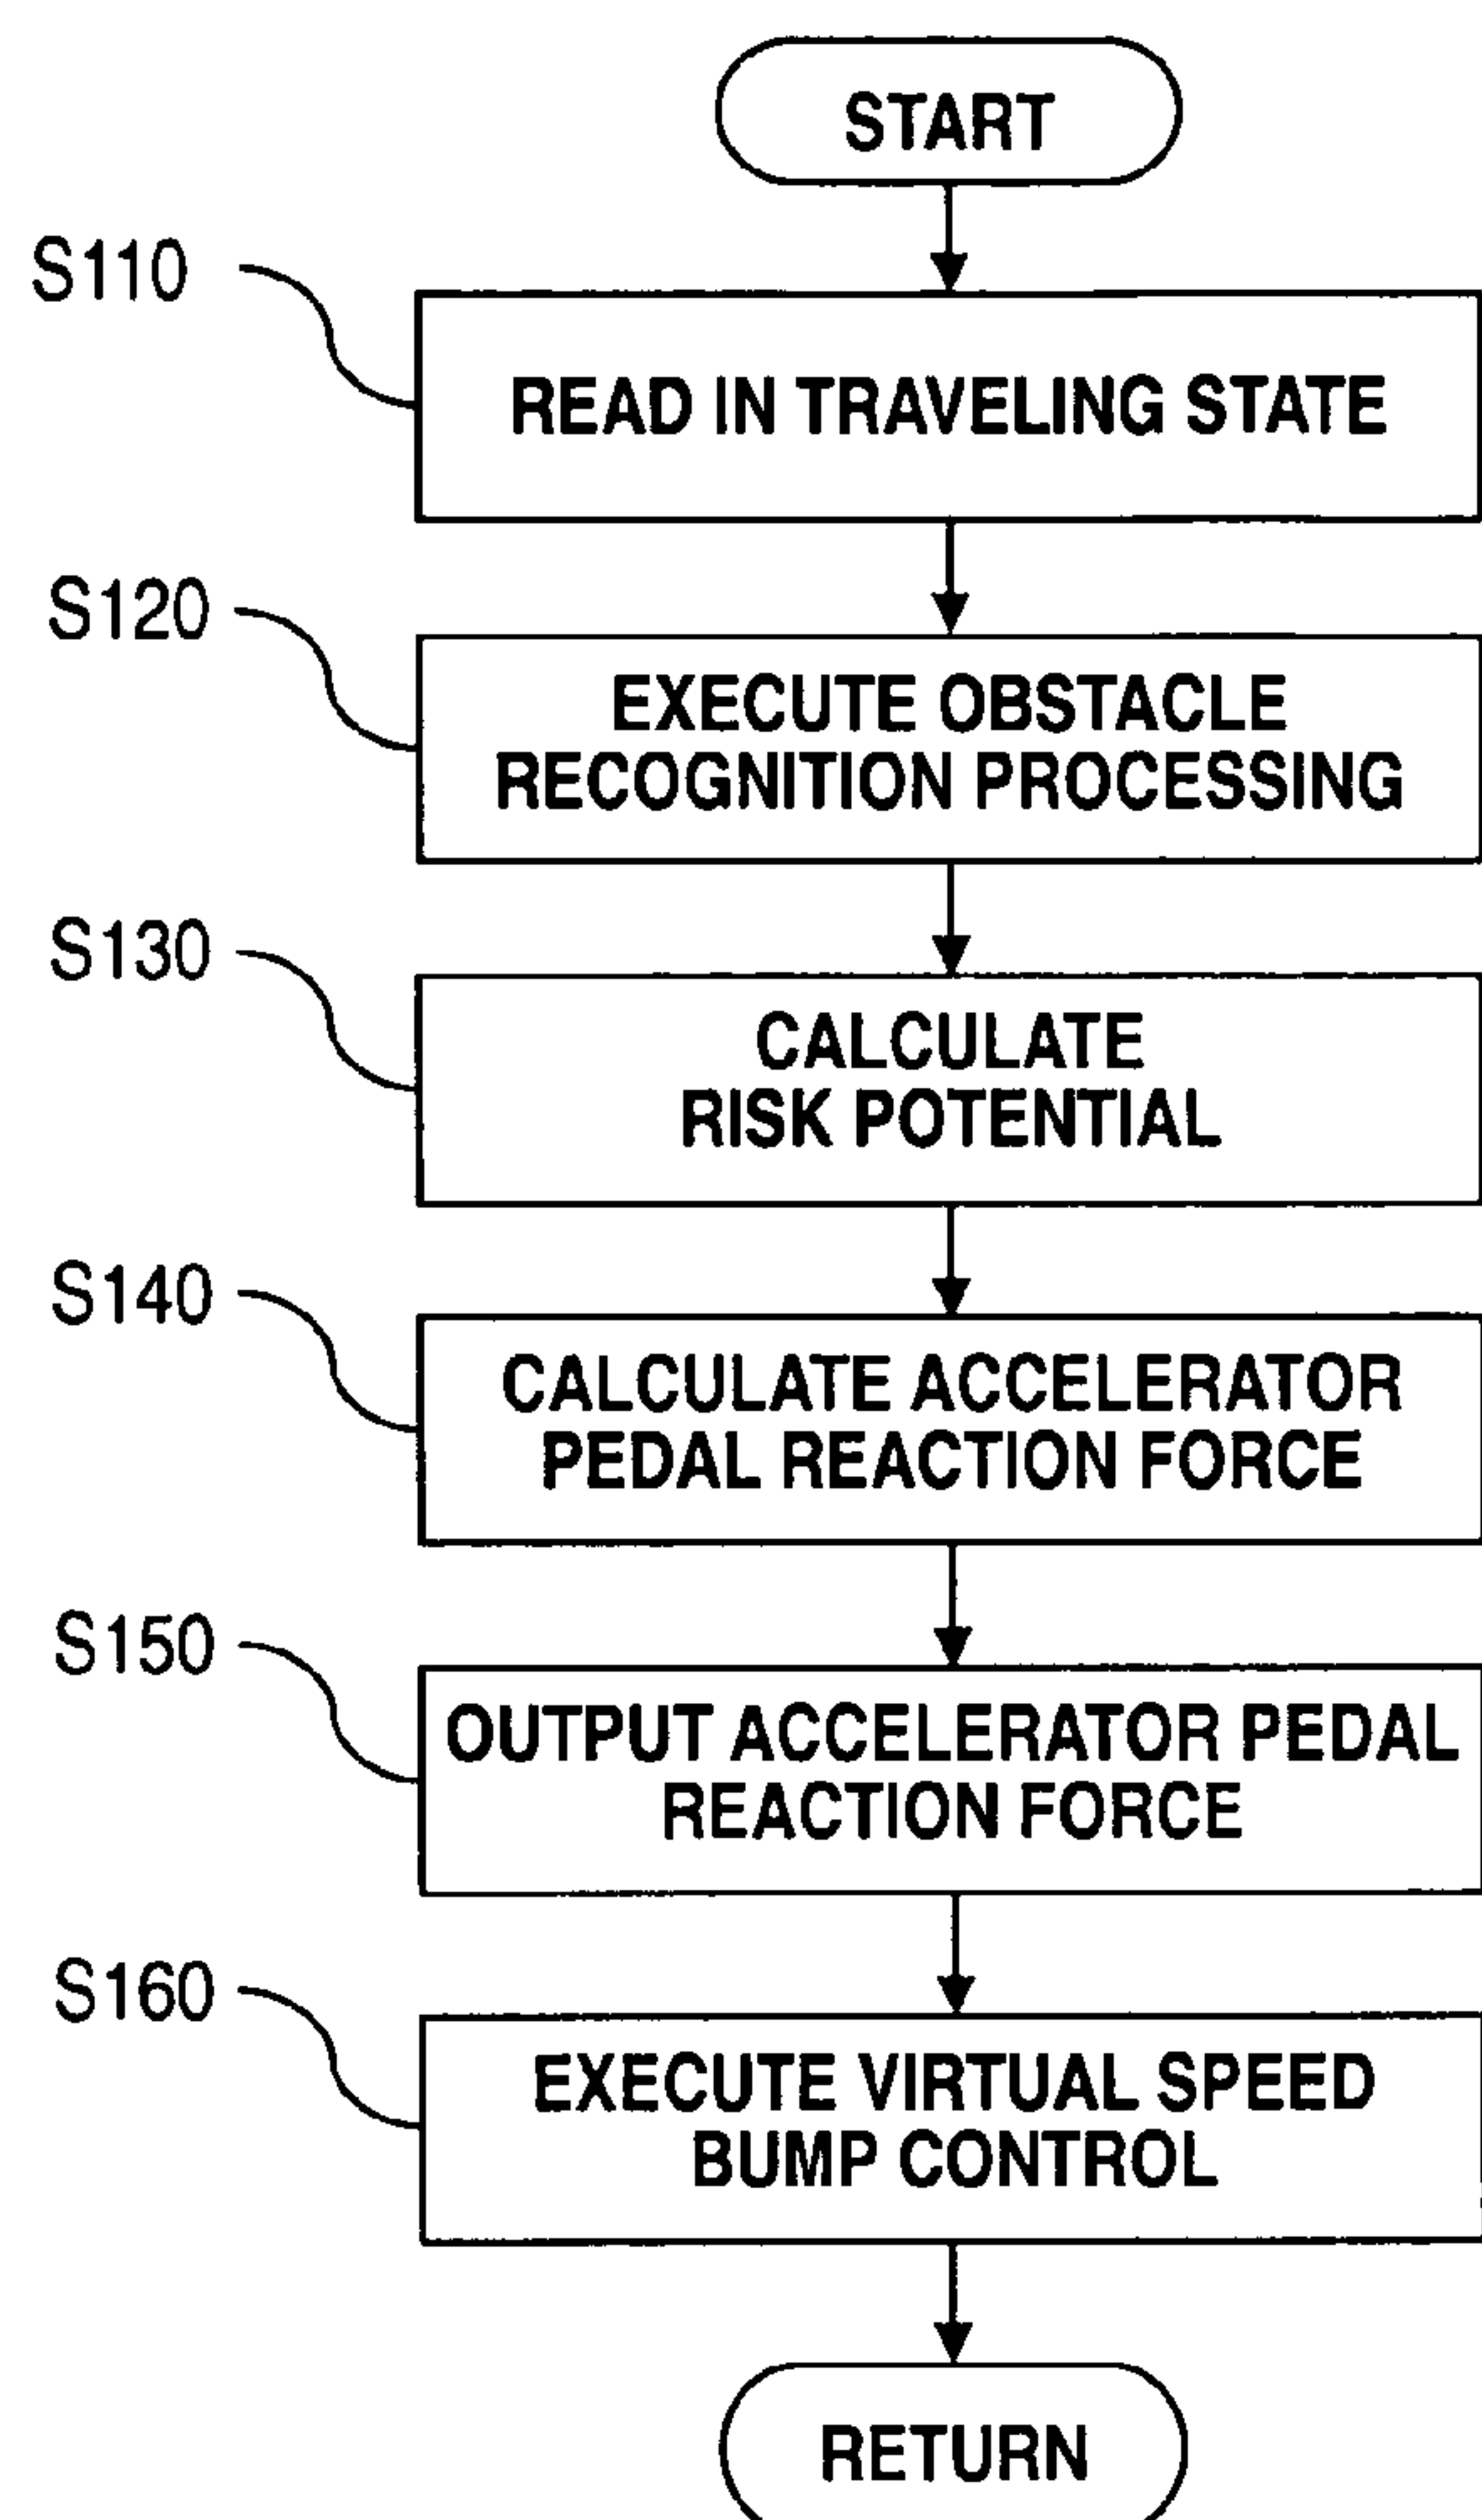 START
S110
READ IN TRAVELING STATE
S120
EXECUTE OBSTACLE
RECOGNITION PROCESSING
S130
CALCULATE
RISK POTENTIAL
S140
CALCULATE ACCELERATOR
PEDAL REACTION FORCE
S150
OUTPUT ACCELERATOR PEDAL
REACTION FORCE
S160
EXECUTE VIRTUAL SPEED
BUMP CONTROL
RETURN